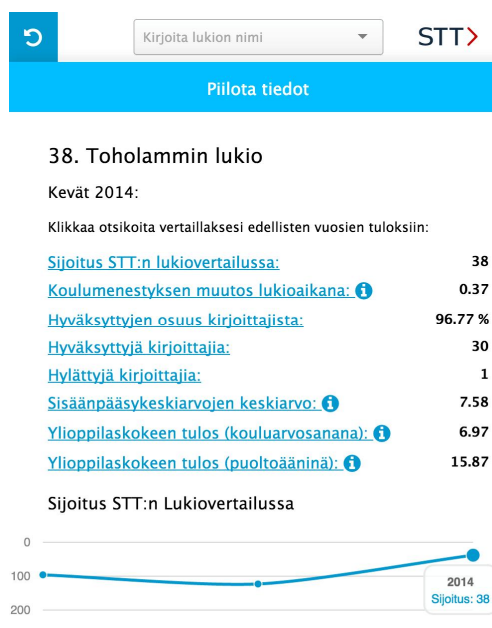 Kirjoita lukion nimi
STT
Piilota tiedot
38. Toholammin lukio
Kevät 2014:
Klikkaa otsikoita vertaillaksesi edellisten vuosien tuloksiin:
Sijoitus STT:n lukiovertailussa: 38
Koulumenestyksen muutos lukioaikana: 0.37
Hyväksyttyjen osuus kirjoittajista: 96.77 %
Hyväksyttyjä kirjoittajia: 30
Hylättyjä kirjoittajia: 1
Sisäänpääsykeskiarvojen keskiarvo: 7.58
Ylioppilaskokeen tulos (kouluarvosanana): 6.97
Ylioppilaskokeen tulos (puoltoääninä): 15.87
Sijoitus STT:n Lukiovertailussa
0
100
200
2014
Sijoitus: 38